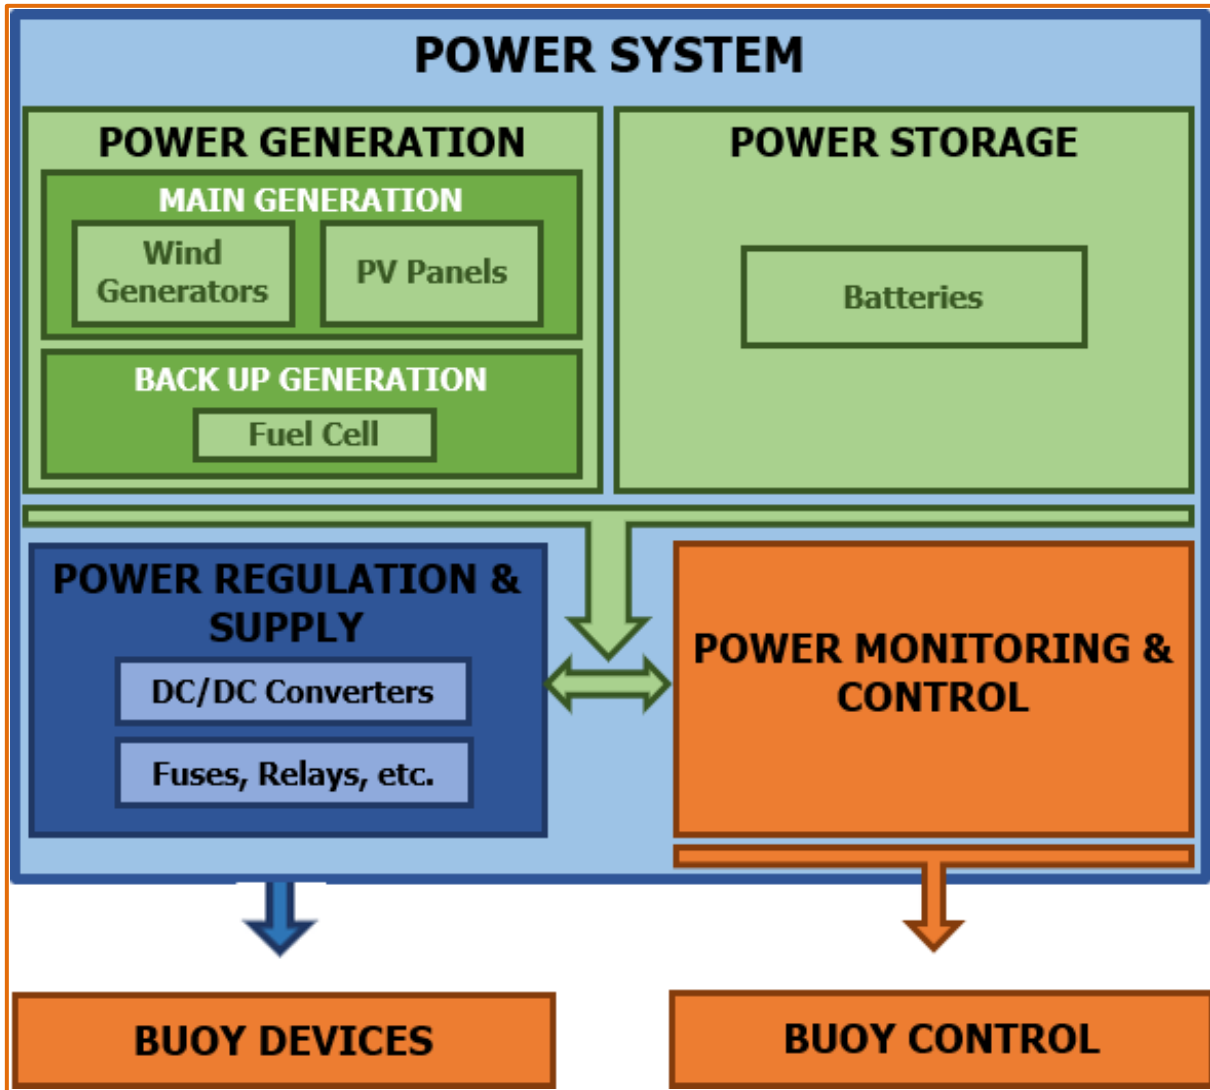 POWER SYSTEM
POWER GENERATION
MAIN GENERATION
Wind
Generators
PV Panels
BACK UP GENERATION
Fuel Cell
POWER STORAGE
Batteries
POWER REGULATION &
SUPPLY
DC/DC Converters
Fuses, Relays, etc.
POWER MONITORING &
CONTROL
BUOY DEVICES
BUOY CONTROL